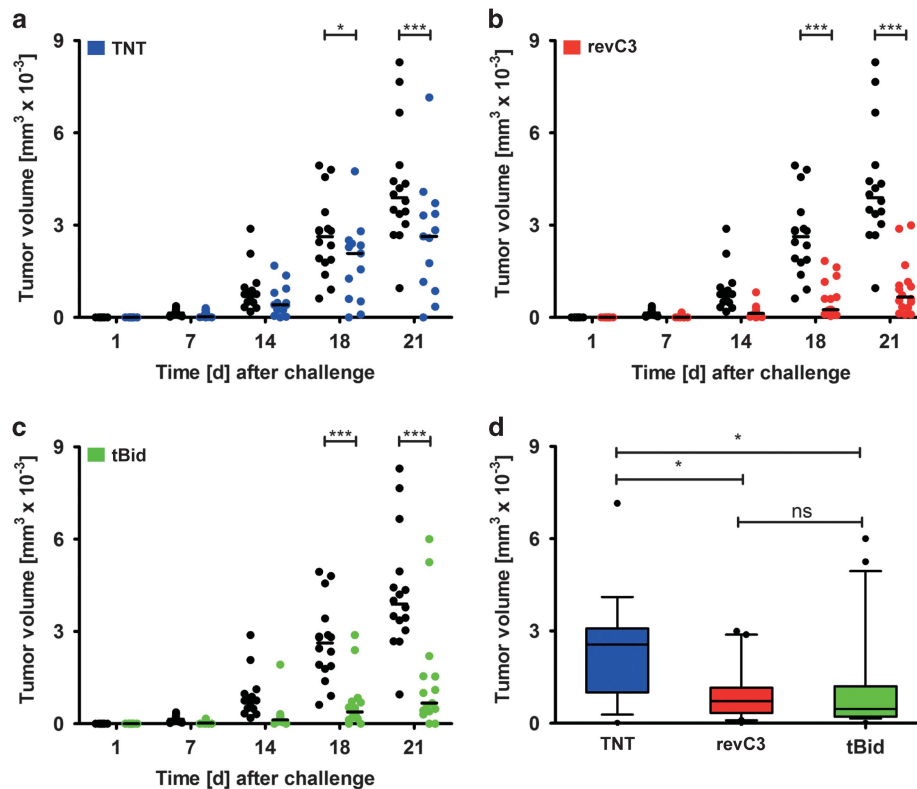 a
TNT
* ***
Tumor volume [mm³ x 10⁻³]
9
6
3
0
1 7 14 18 21
Time [d] after challenge
b
revC3
*** ***
Tumor volume [mm³ x 10⁻³]
9
6
3
0
1 7 14 18 21
Time [d] after challenge
c
tBid
*** ***
Tumor volume [mm³ x 10⁻³]
9
6
3
0
1 7 14 18 21
Time [d] after challenge
d
*
*
ns
Tumor volume [mm³ x 10⁻³]
9
6
3
0
TNT revC3 tBid